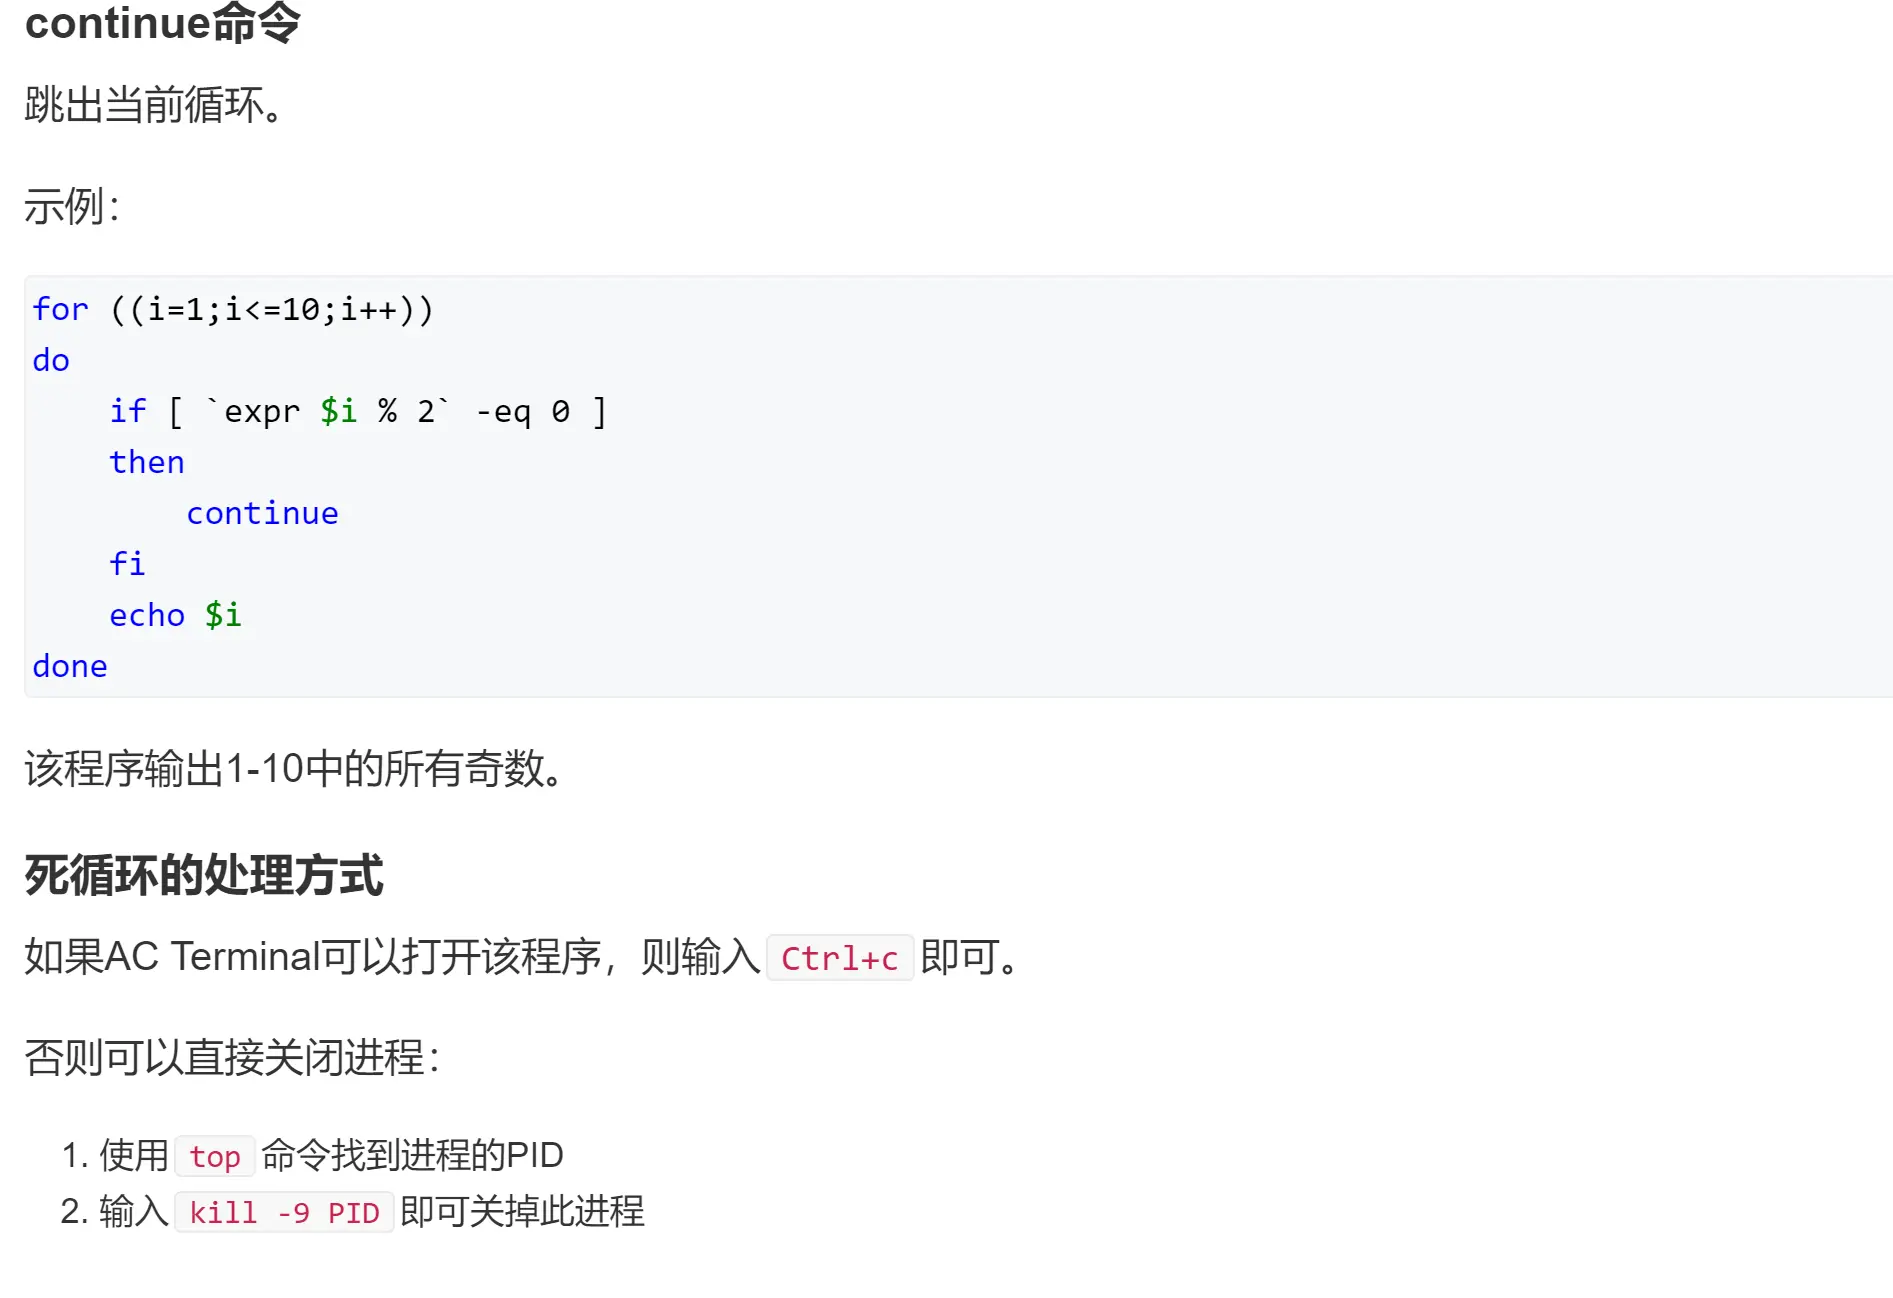 continue命令
跳出当前循环。
示例：
for ((i=1;i<=10;i++))
do
    if [ `expr $i % 2` -eq 0 ]
    then
        continue
    fi
    echo $i
done
该程序输出1-10中的所有奇数。
死循环的处理方式
如果AC Terminal可以打开该程序，则输入 Ctrl+c 即可。
否则可以直接关闭进程：
1. 使用 top 命令找到进程的PID
2. 输入 kill -9 PID 即可关掉此进程